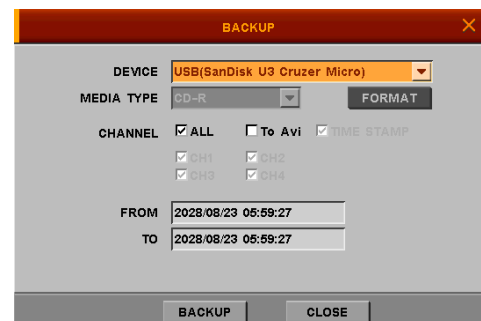 BACKUP
DEVICE USB(SanDisk U3 Cruzer Micro)
MEDIA TYPE CD-R FORMAT
CHANNEL ALL To Avi TIME STAMP
CH1 CH2
CH3 CH4
FROM 2028/08/23 05:59:27
TO 2028/08/23 05:59:27
BACKUP CLOSE